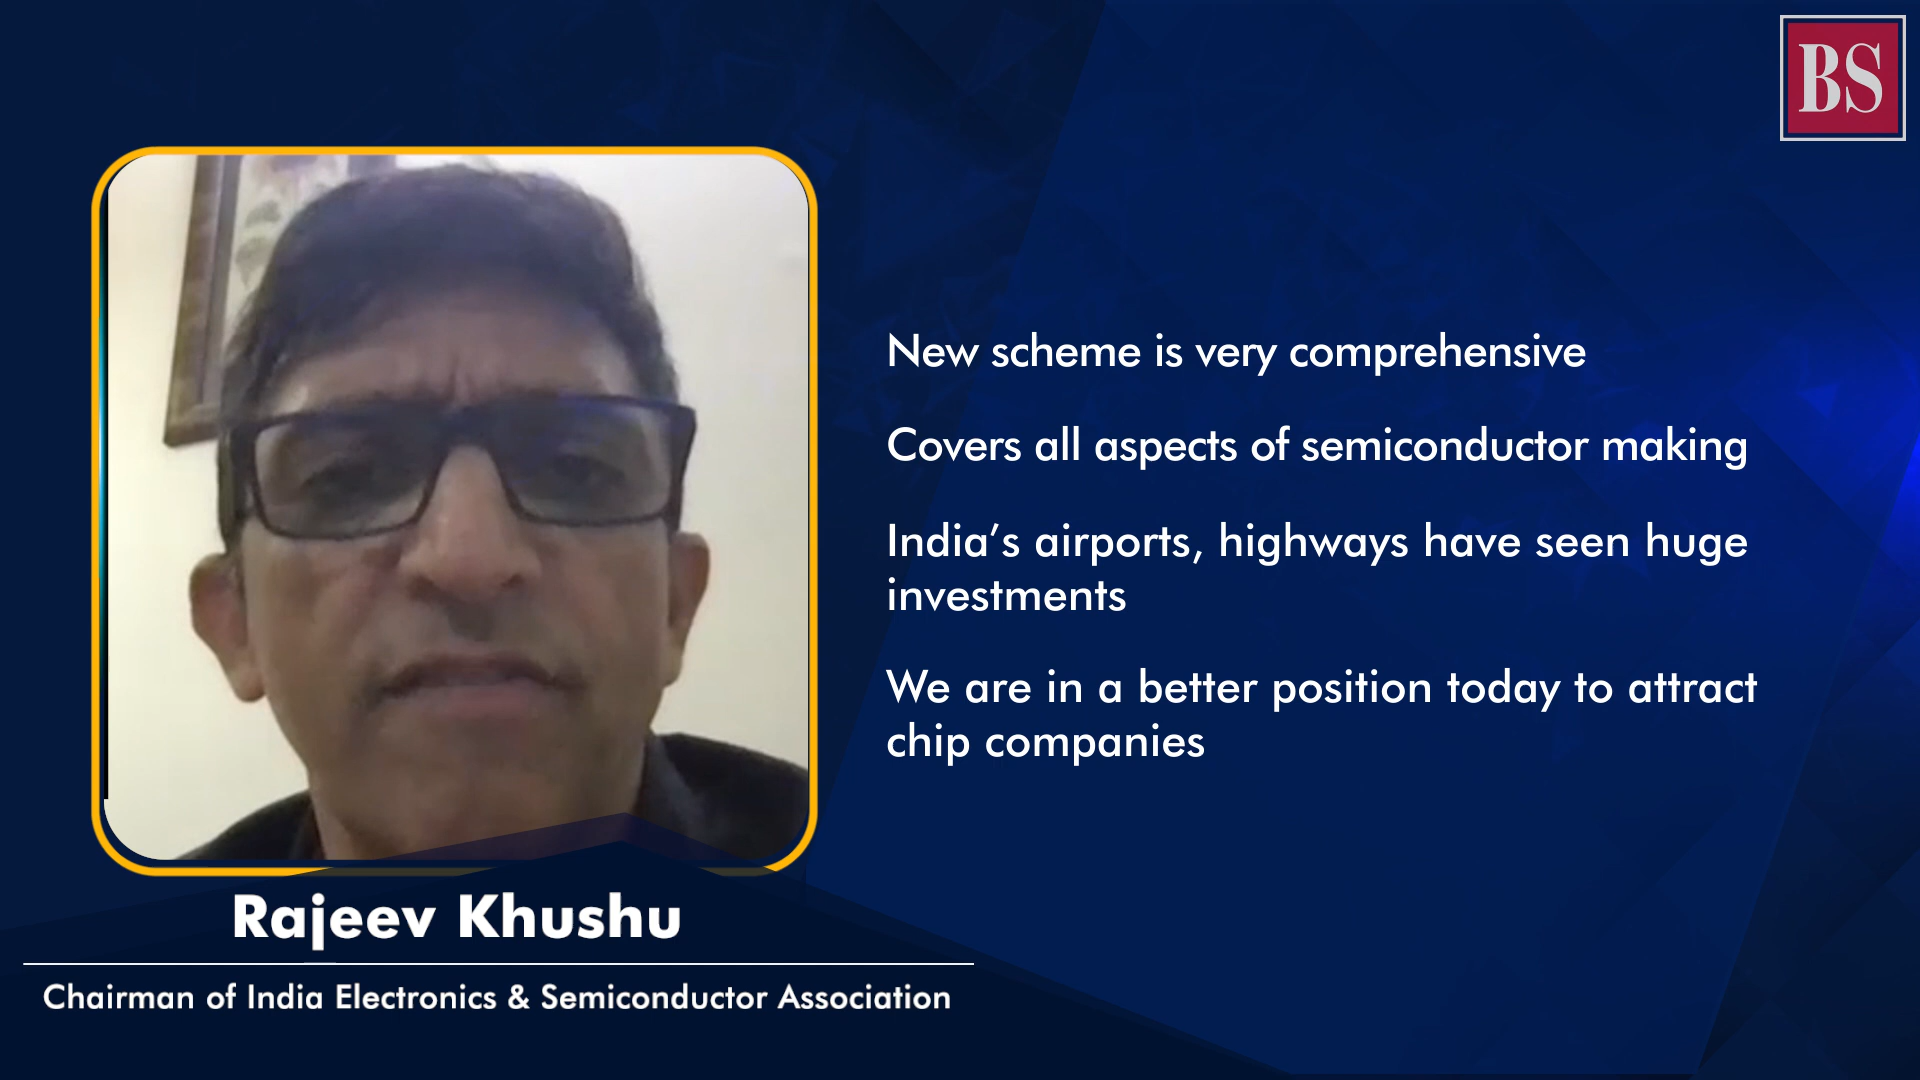 BS
New scheme is very comprehensive
Covers all aspects of semiconductor making
India’s airports, highways have seen huge
investments
We are in a better position today to attract
chip companies
Rajeev Khushu
Chairman of India Electronics & Semiconductor Association